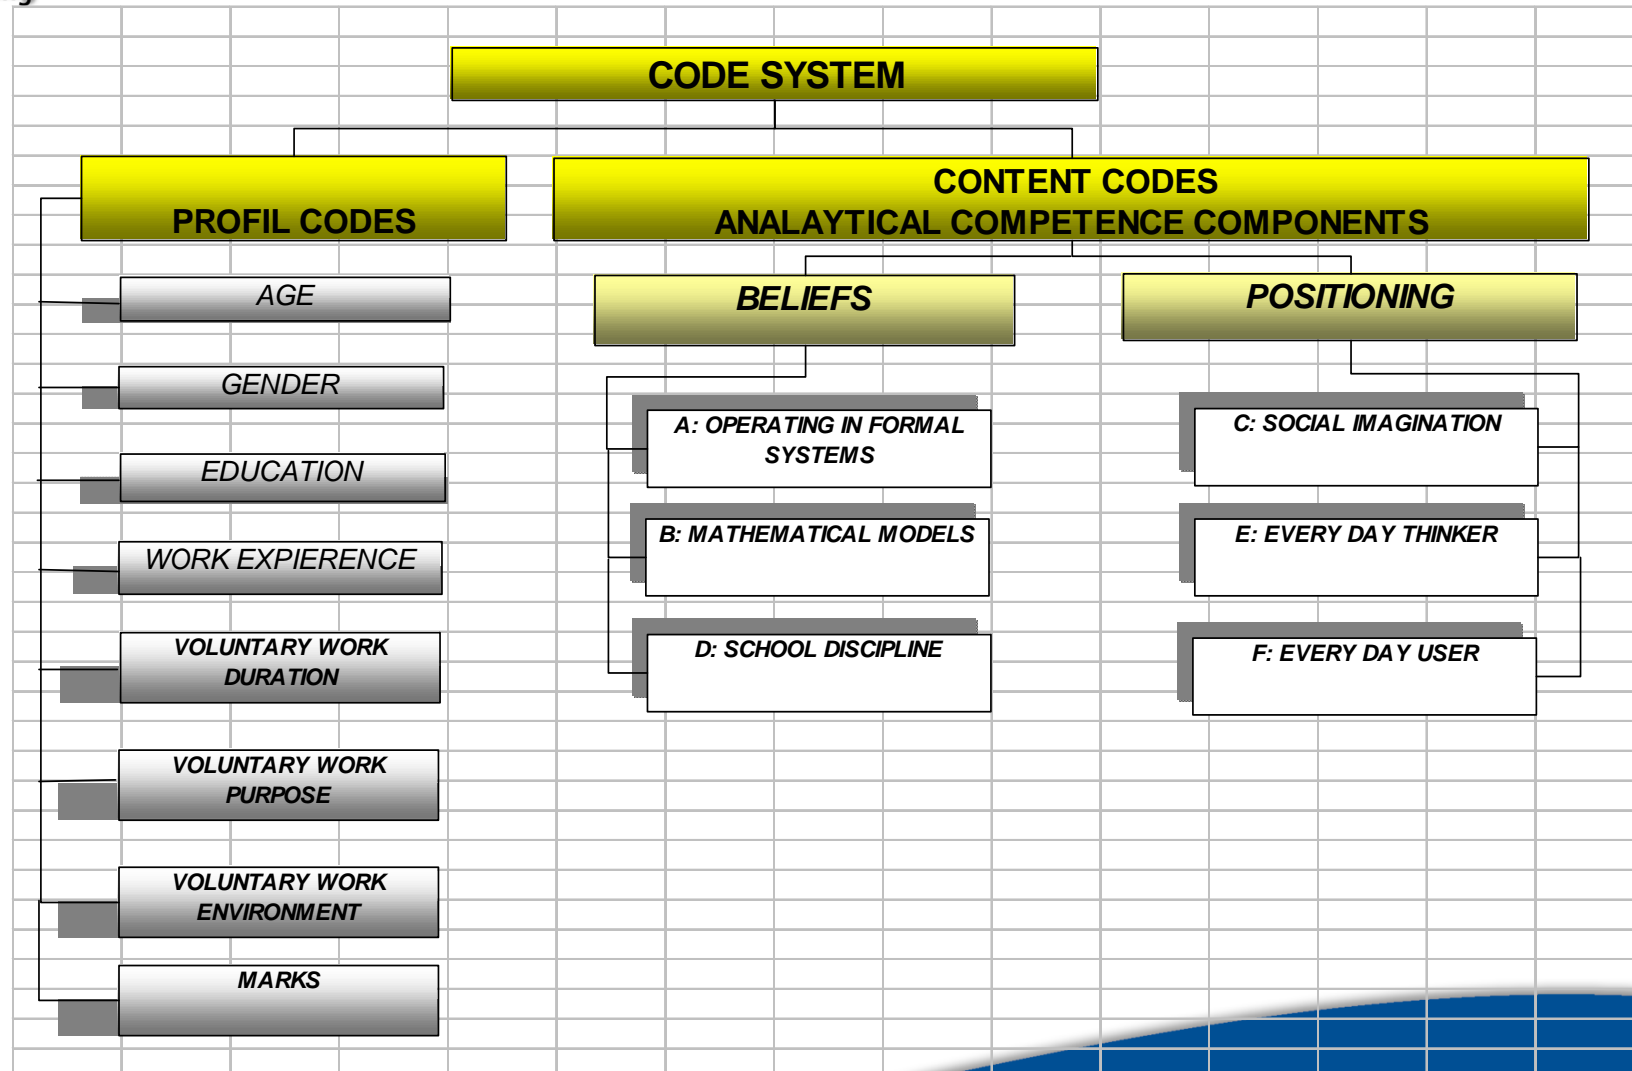 CODE SYSTEM
PROFIL CODES
CONTENT CODES
ANALAYTICAL COMPETENCE COMPONENTS
AGE
GENDER
EDUCATION
WORK EXPIERENCE
VOLUNTARY WORK
DURATION
VOLUNTARY WORK
PURPOSE
VOLUNTARY WORK
ENVIRONMENT
MARKS
BELIEFS
A: OPERATING IN FORMAL
SYSTEMS
B: MATHEMATICAL MODELS
D: SCHOOL DISCIPLINE
POSITIONING
C: SOCIAL IMAGINATION
E: EVERY DAY THINKER
F: EVERY DAY USER